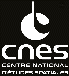 cnes
CENTRE NATIONAL
D'ÉTUDES SPATIALES